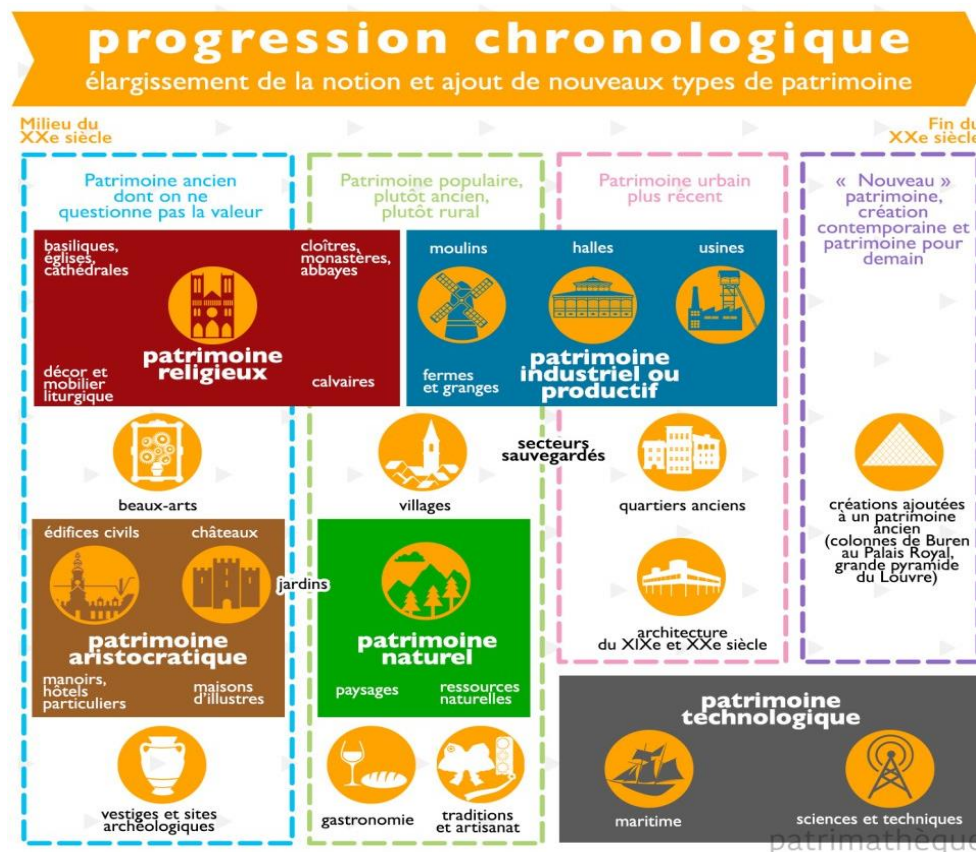 progression chronologique
élargissement de la notion et ajout de nouveaux types de patrimoine
Milieu du
XXe siècle
Fin du
XXe siècle
Patrimoine ancien
dont on ne
questionne pas la valeur
Patrimoine populaire,
plutôt ancien,
plutôt rural
Patrimoine urbain
plus récent
« Nouveau »
patrimoine,
création
contemporaine et
patrimoine pour
demain
basiliques,
églises,
cathédrales
cloîtres,
monastères,
abbayes
patrimoine
religieux
décor et
mobilier
liturgique
calvaires
moulins
halles
usines
patrimoine
industriel ou
productif
fermes
et granges
beaux-arts
villages
secteurs
sauvegardés
quartiers anciens
créations ajoutées
à un patrimoine
ancien
(colonnes de Buren
au Palais Royal,
grande pyramide
du Louvre)
édifices civils
châteaux
jardins
patrimoine
aristocratique
manoirs,
hôtels
particuliers
maisons
d'illustres
patrimoine
naturel
paysages
ressources
naturelles
architecture
du XIXe et XXe siècle
vestiges et sites
archéologiques
gastronomie
traditions
et artisanat
patrimoine
technologique
maritime
sciences et techniques
patrimathèque